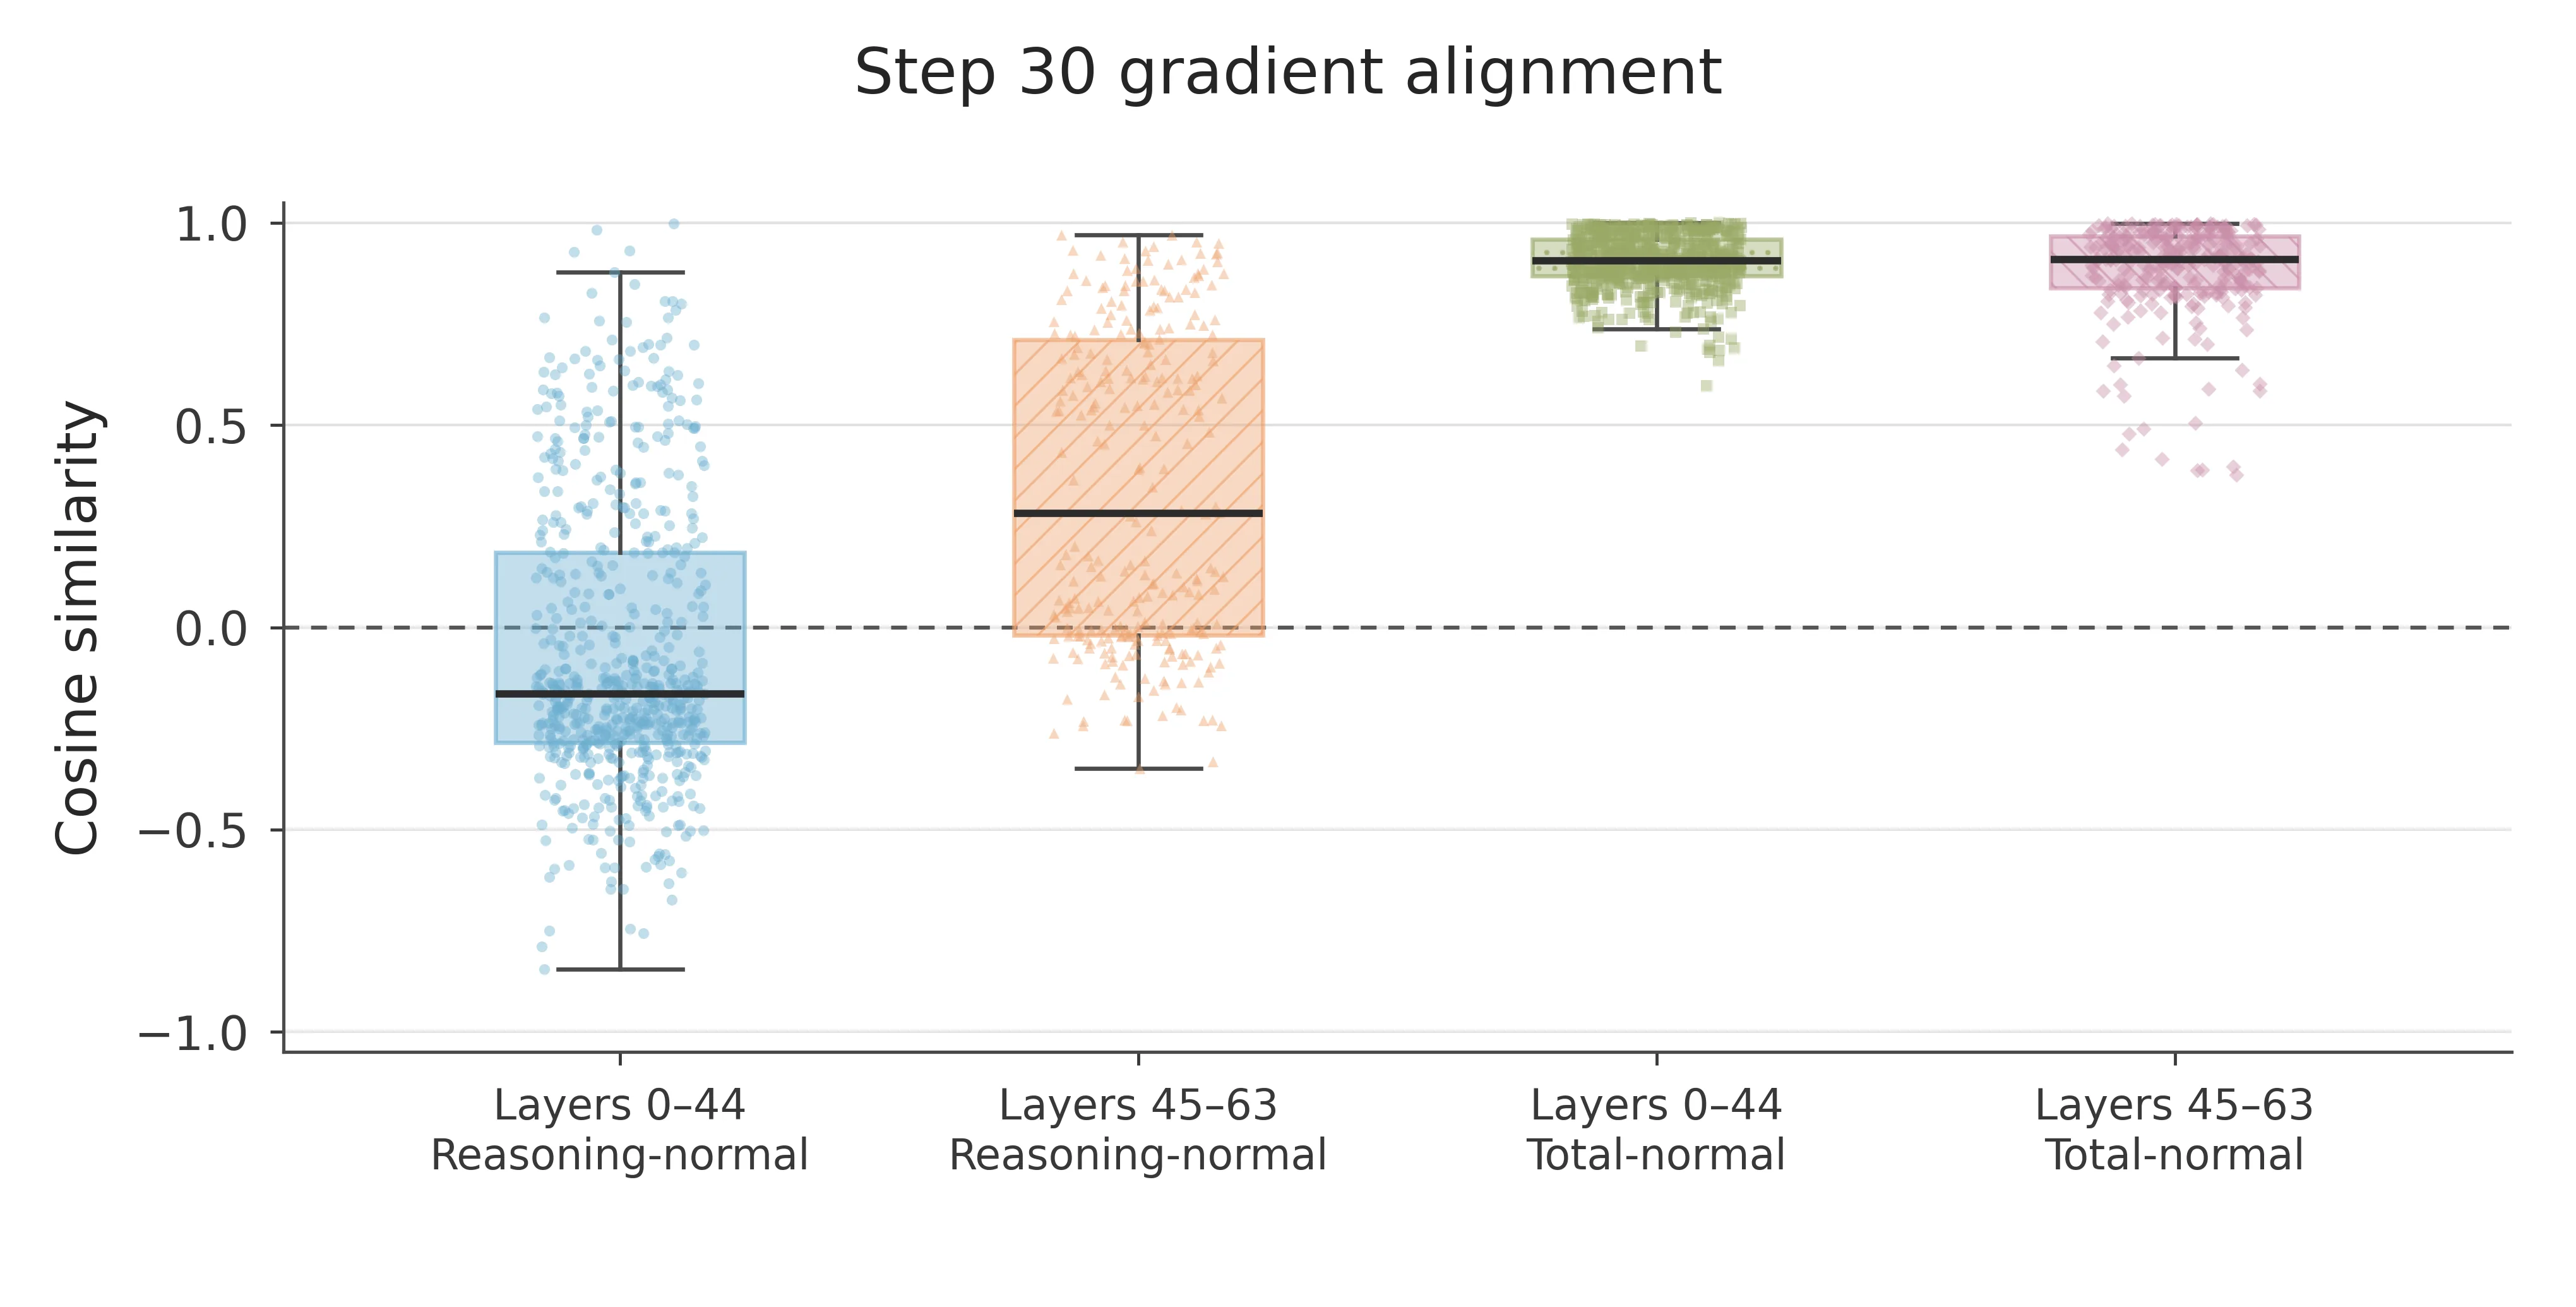 Step 30 gradient alignment
Cosine similarity
1.0
0.5
0.0
−0.5
−1.0
Layers 0–44
Reasoning-normal
Layers 45–63
Reasoning-normal
Layers 0–44
Total-normal
Layers 45–63
Total-normal